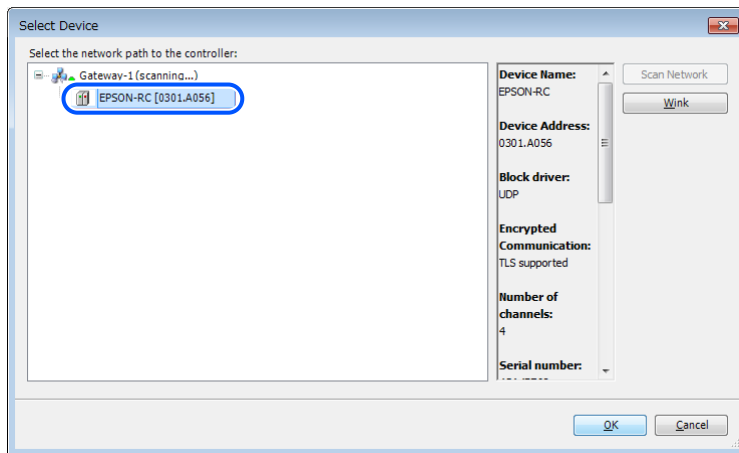 Select Device
Select the network path to the controller:
Gateway-1 (scanning...)
EPSON-RC [0301.A056]
Device Name:
EPSON-RC
Device Address:
0301.A056
Block driver:
UDP
Encrypted
Communication:
TLS supported
Number of
channels:
4
Serial number:
Scan Network
Wink
OK
Cancel